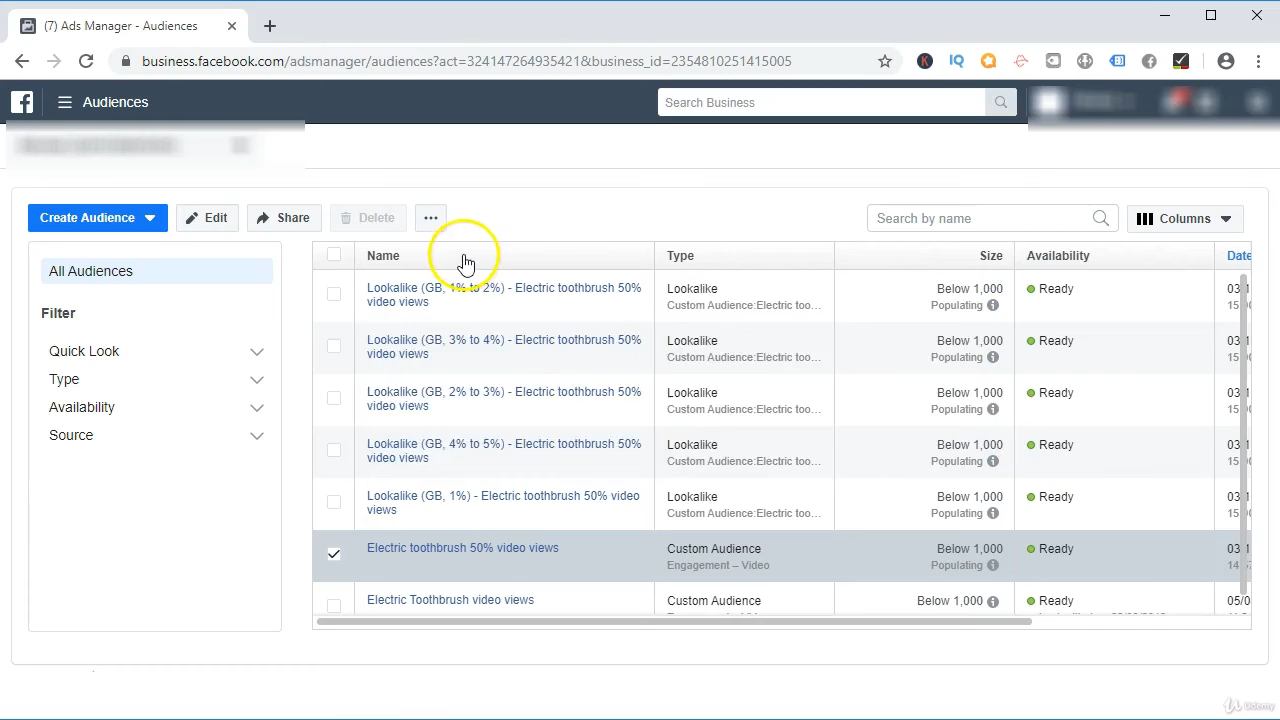 (7) Ads Manager - Audiences
business.facebook.com/adsmanager/audiences?act=324147264935421&business_id=2354810251415005
Audiences
Search Business
Create Audience
Edit
Share
Delete
Search by name
Columns
All Audiences
Filter
Quick Look
Type
Availability
Source
Name Type Size Availability Date
Lookalike (GB, 1% to 2%) - Electric toothbrush 50% Lookalike Below 1,000 Ready
video views Custom Audience:Electric too... Populating
Lookalike (GB, 3% to 4%) - Electric toothbrush 50% Lookalike Below 1,000 Ready
video views Custom Audience:Electric too... Populating
Lookalike (GB, 2% to 3%) - Electric toothbrush 50% Lookalike Below 1,000 Ready
video views Custom Audience:Electric too... Populating
Lookalike (GB, 4% to 5%) - Electric toothbrush 50% Lookalike Below 1,000 Ready
video views Custom Audience:Electric too... Populating
Lookalike (GB, 1%) - Electric toothbrush 50% video Lookalike Below 1,000 Ready
views Custom Audience:Electric too... Populating
Electric toothbrush 50% video views Custom Audience Below 1,000 Ready
Engagement – Video Populating
Electric Toothbrush video views Custom Audience Below 1,000 Ready
Udemy